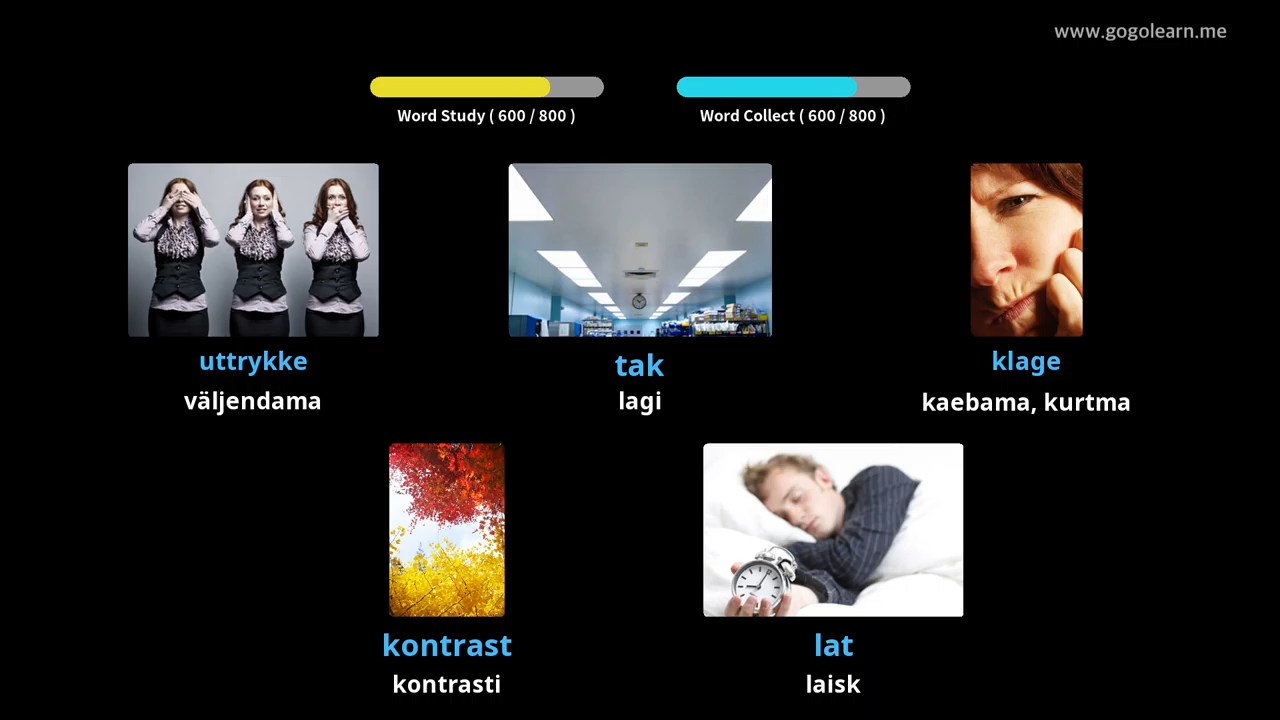 www.gogolearn.me
Word Study ( 600 / 800 )
Word Collect ( 600 / 800 )
uttrykke
väljendama
tak
lagi
klage
kaebama, kurtma
kontrast
kontrasti
lat
laisk